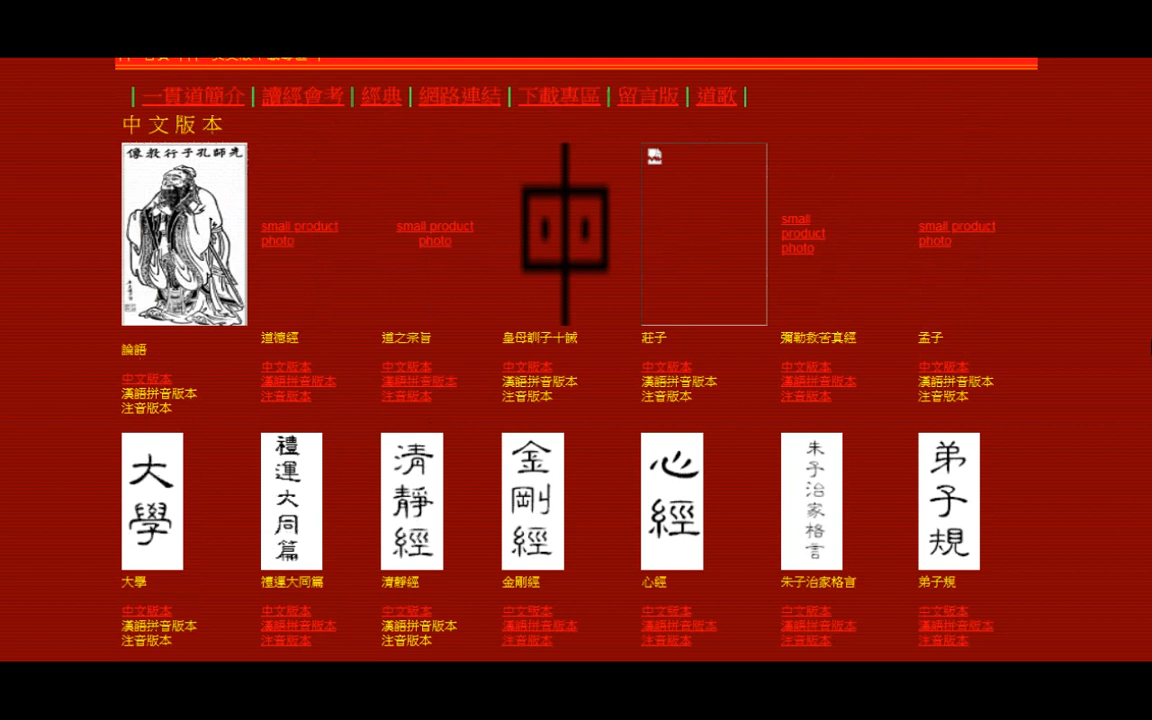 | 一貫道簡介 | 讀經會考 | 經典 | 網路連結 | 下載專區 | 留言版 | 道歌 |
中文版本
先師孔子行教像
small product photo
small product photo
small product photo
small product photo
論語
中文版本
漢語拼音版本
注音版本
道德經
中文版本
漢語拼音版本
注音版本
道之宗旨
中文版本
漢語拼音版本
注音版本
皇母訓子十誡
中文版本
漢語拼音版本
注音版本
莊子
中文版本
漢語拼音版本
注音版本
彌勒救苦真經
中文版本
漢語拼音版本
注音版本
孟子
中文版本
漢語拼音版本
注音版本
大學
大學
中文版本
漢語拼音版本
注音版本
禮運大同篇
禮運大同篇
中文版本
漢語拼音版本
注音版本
清靜經
清靜經
中文版本
漢語拼音版本
注音版本
金剛經
金剛經
中文版本
漢語拼音版本
注音版本
心經
心經
中文版本
漢語拼音版本
注音版本
朱子治家格言
朱子治家格言
中文版本
漢語拼音版本
注音版本
弟子規
弟子規
中文版本
漢語拼音版本
注音版本